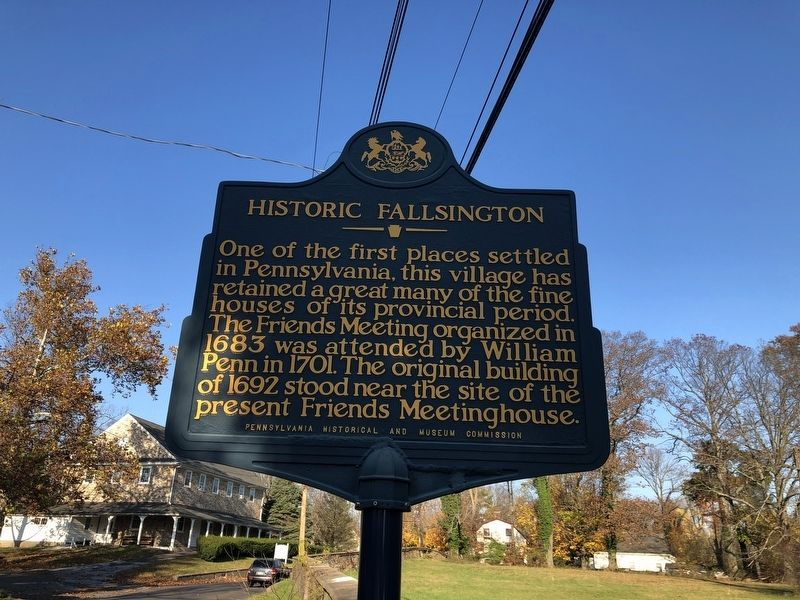 HISTORIC FALLSINGTON
One of the first places settled
in Pennsylvania, this village has
retained a great many of the fine
houses of its provincial period.
The Friends Meeting organized in
1683 was attended by William
Penn in 1701. The original building
of 1692 stood near the site of the
present Friends Meetinghouse.
PENNSYLVANIA HISTORICAL AND MUSEUM COMMISSION